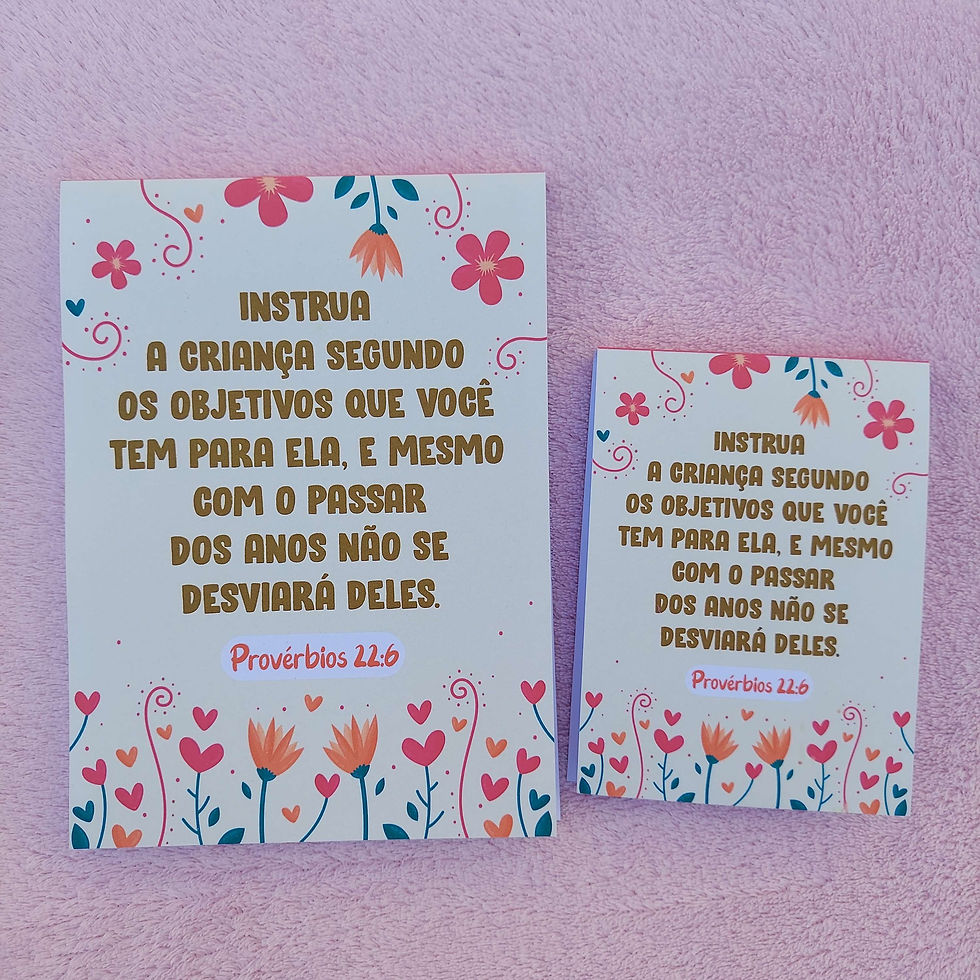 INSTRUA
A CRIANÇA SEGUNDO
OS OBJETIVOS QUE VOCÊ
TEM PARA ELA, E MESMO
COM O PASSAR
DOS ANOS NÃO SE
DESVIARÁ DELES.
Provérbios 22:6
INSTRUA
A CRIANÇA SEGUNDO
OS OBJETIVOS QUE VOCÊ
TEM PARA ELA, E MESMO
COM O PASSAR
DOS ANOS NÃO SE
DESVIARÁ DELES.
Provérbios 22:6